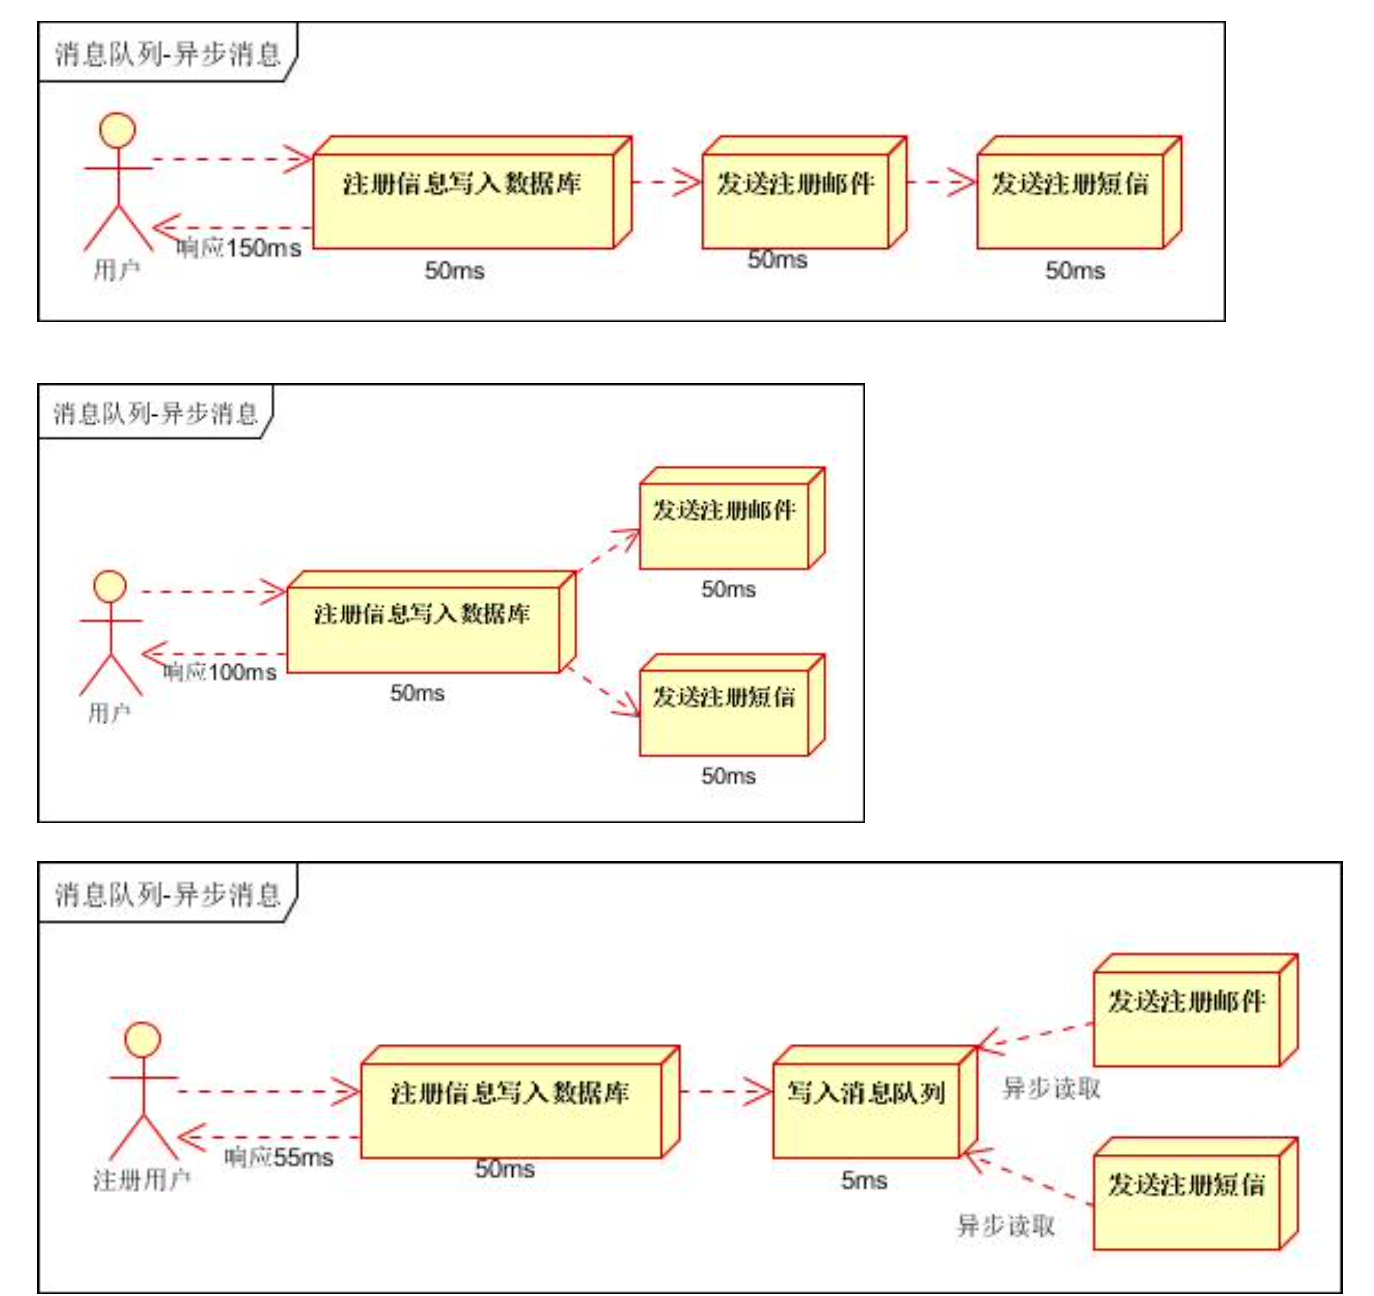 消息队列-异步消息
注册信息写入数据库
发送注册邮件
发送注册短信
响应150ms
用户
50ms
50ms
50ms
消息队列-异步消息
发送注册邮件
50ms
注册信息写入数据库
响应100ms
50ms
用户
发送注册短信
50ms
消息队列-异步消息
发送注册邮件
注册信息写入数据库
写入消息队列
异步读取
响应55ms
50ms
5ms
注册用户
发送注册短信
异步读取